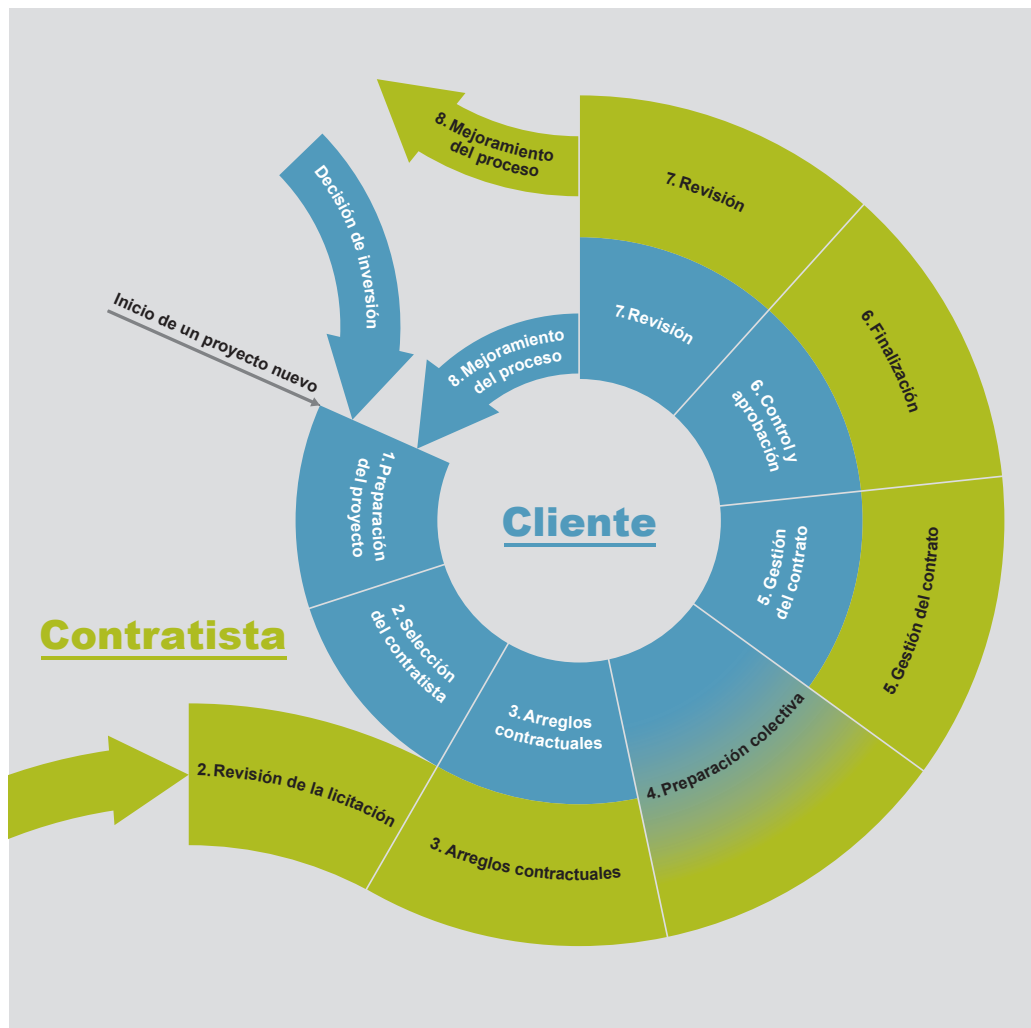 8. Mejoramiento
del proceso
7. Revisión
Decisión de inversión
Inicio de un proyecto nuevo
8. Mejoramiento
del proceso
7. Revisión
6. Finalización
6. Control y
aprobación
1. Preparación
del proyecto
Cliente
5. Gestión
del contrato
5. Gestión del contrato
Contratista
2. Selección
del contratista
3. Arreglos
contractuales
4. Preparación colectiva
2. Revisión de la licitación
3. Arreglos contractuales